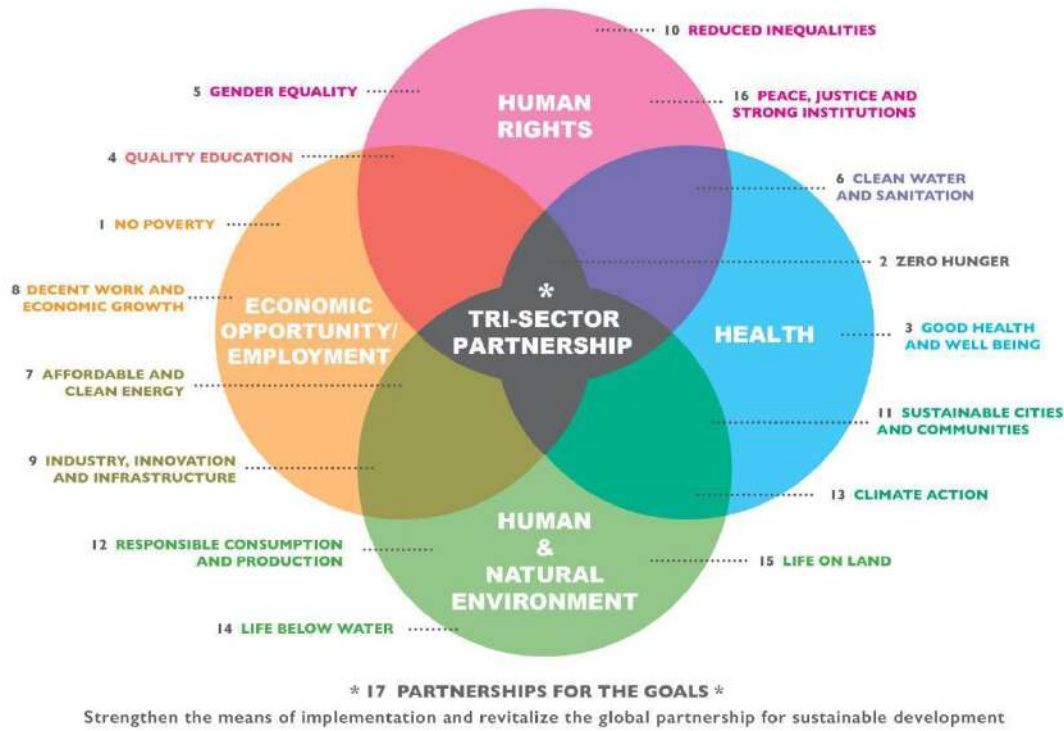 10 REDUCED INEQUALITIES
5 GENDER EQUALITY
HUMAN
RIGHTS
16 PEACE, JUSTICE AND
STRONG INSTITUTIONS
4 QUALITY EDUCATION
6 CLEAN WATER
AND SANITATION
1 NO POVERTY
2 ZERO HUNGER
8 DECENT WORK AND
ECONOMIC GROWTH
ECONOMIC
OPPORTUNITY/
EMPLOYMENT
*
TRI-SECTOR
PARTNERSHIP
HEALTH
3 GOOD HEALTH
AND WELL BEING
7 AFFORDABLE AND
CLEAN ENERGY
11 SUSTAINABLE CITIES
AND COMMUNITIES
9 INDUSTRY, INNOVATION
AND INFRASTRUCTURE
13 CLIMATE ACTION
HUMAN
&
NATURAL
ENVIRONMENT
12 RESPONSIBLE CONSUMPTION
AND PRODUCTION
15 LIFE ON LAND
14 LIFE BELOW WATER
* 17 PARTNERSHIPS FOR THE GOALS *
Strengthen the means of implementation and revitalize the global partnership for sustainable development